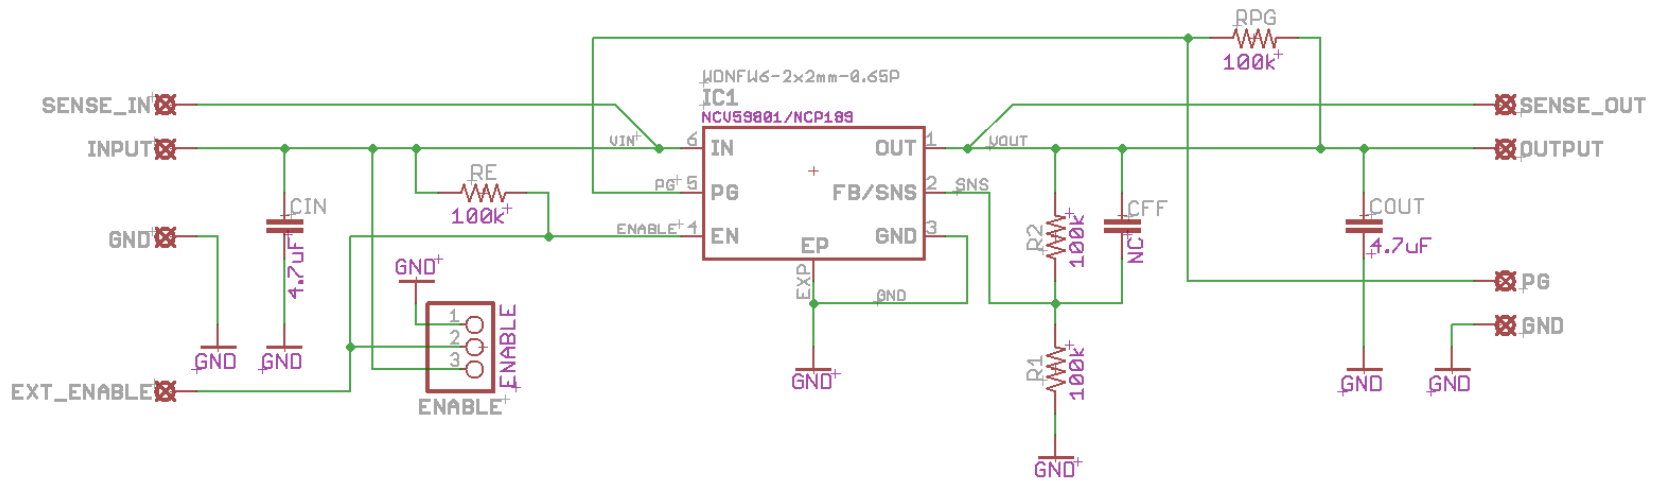 RPG
100k
WDNFW6-2x2mm-0.65P
IC1
NCV59801/NCP189
SENSE_IN
SENSE_OUT
INPUT
VIN
6
IN
OUT
1
VOUT
OUTPUT
RE
100k
PG
5
PG
FB/SNS
2
SNS
CIN
4.7uF
CFF
NC
COUT
4.7uF
GND
ENABLE
4
EN
GND
3
EP
EXP
R2
100k
GND
GND
PG
1
2
3
ENABLE
GND
GND
GND
GND
R1
100k
GND
GND
EXT_ENABLE
ENABLE
GND